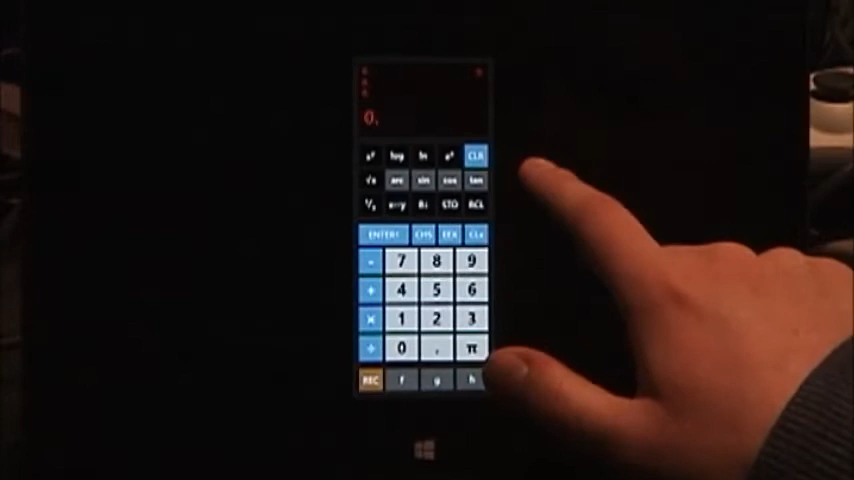 0.
x² log ln eˣ CLR
√x arc sin cos tan
¹/ₓ x↔y R↓ STO RCL
ENTER↑ CHS EEX CLx
- 7 8 9
+ 4 5 6
× 1 2 3
÷ 0 . π
REC f g h